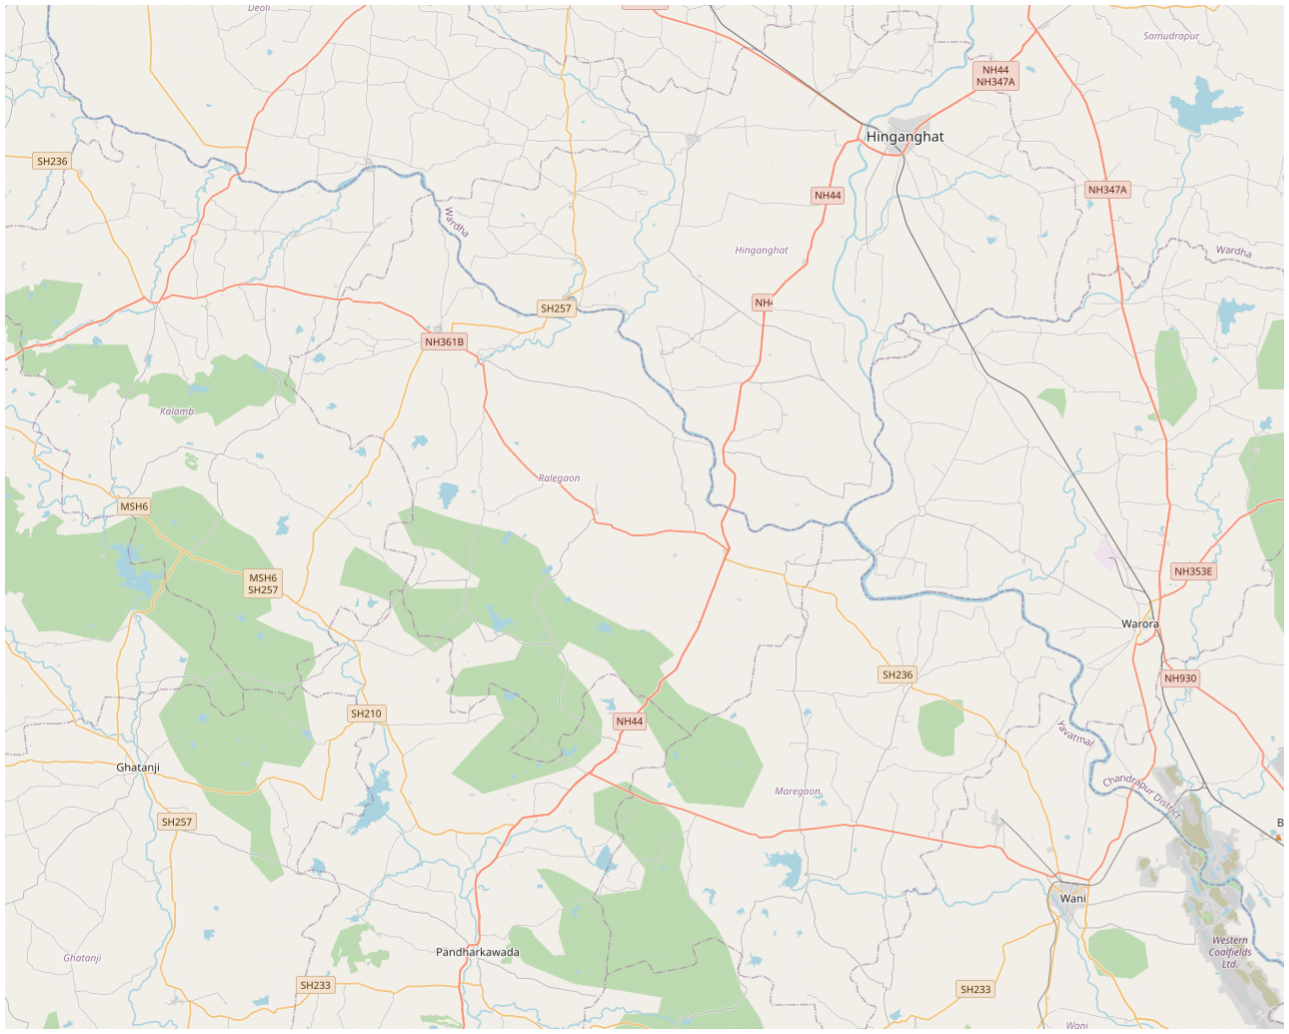 Deoli
Samudrapur
NH44
NH347A
Hinganghat
SH236
NH44
NH347A
Wardha
Hinganghat
Wardha
NH4
SH257
NH361B
Kalamb
Ralegaon
MSH6
MSH6
SH257
NH353E
Warora
SH236
NH930
SH210
NH44
Yavatmal
Ghatanji
Chandrapur District
Maregaon
SH257
B
Wani
Western
Coalfields
Ltd.
Pandharkawada
Ghatanji
SH233
SH233
Wani